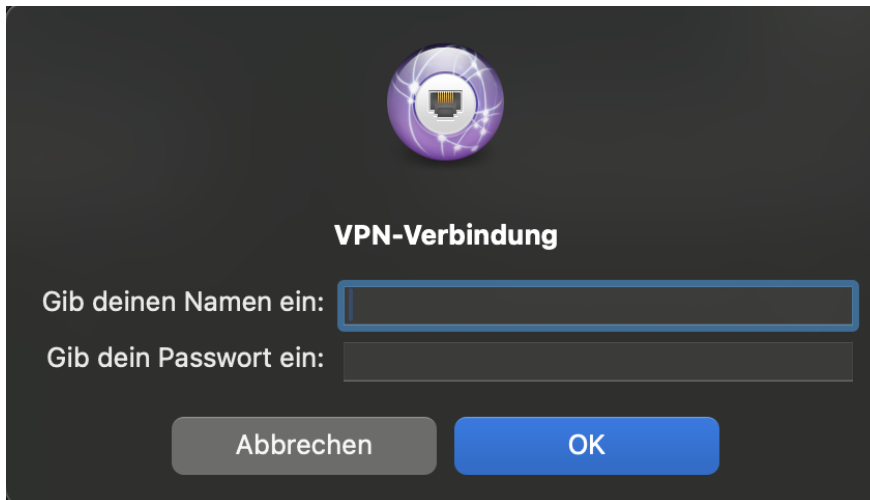 VPN-Verbindung
Gib deinen Namen ein:
Gib dein Passwort ein:
Abbrechen OK